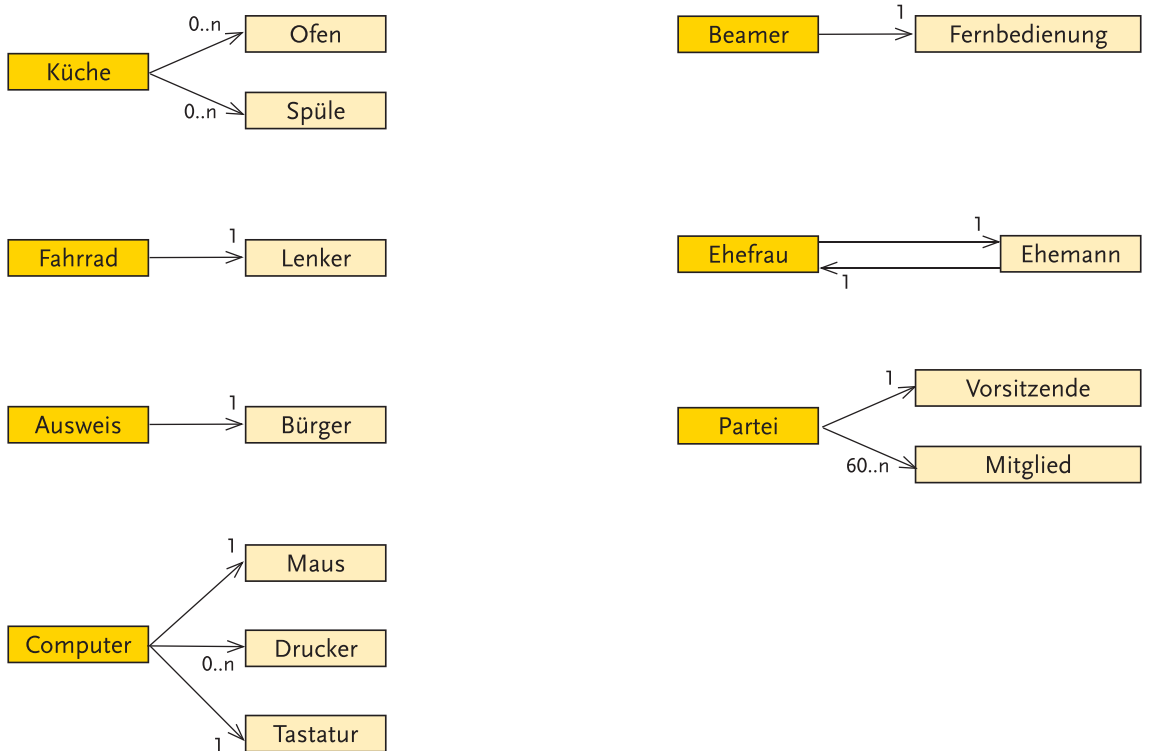 Küche
0..n
Ofen
0..n
Spüle
Fahrrad
1
Lenker
Ausweis
1
Bürger
Computer
1
Maus
0..n
Drucker
1
Tastatur
Beamer
1
Fernbedienung
Ehefrau
1
Ehemann
1
Partei
1
Vorsitzende
60..n
Mitglied